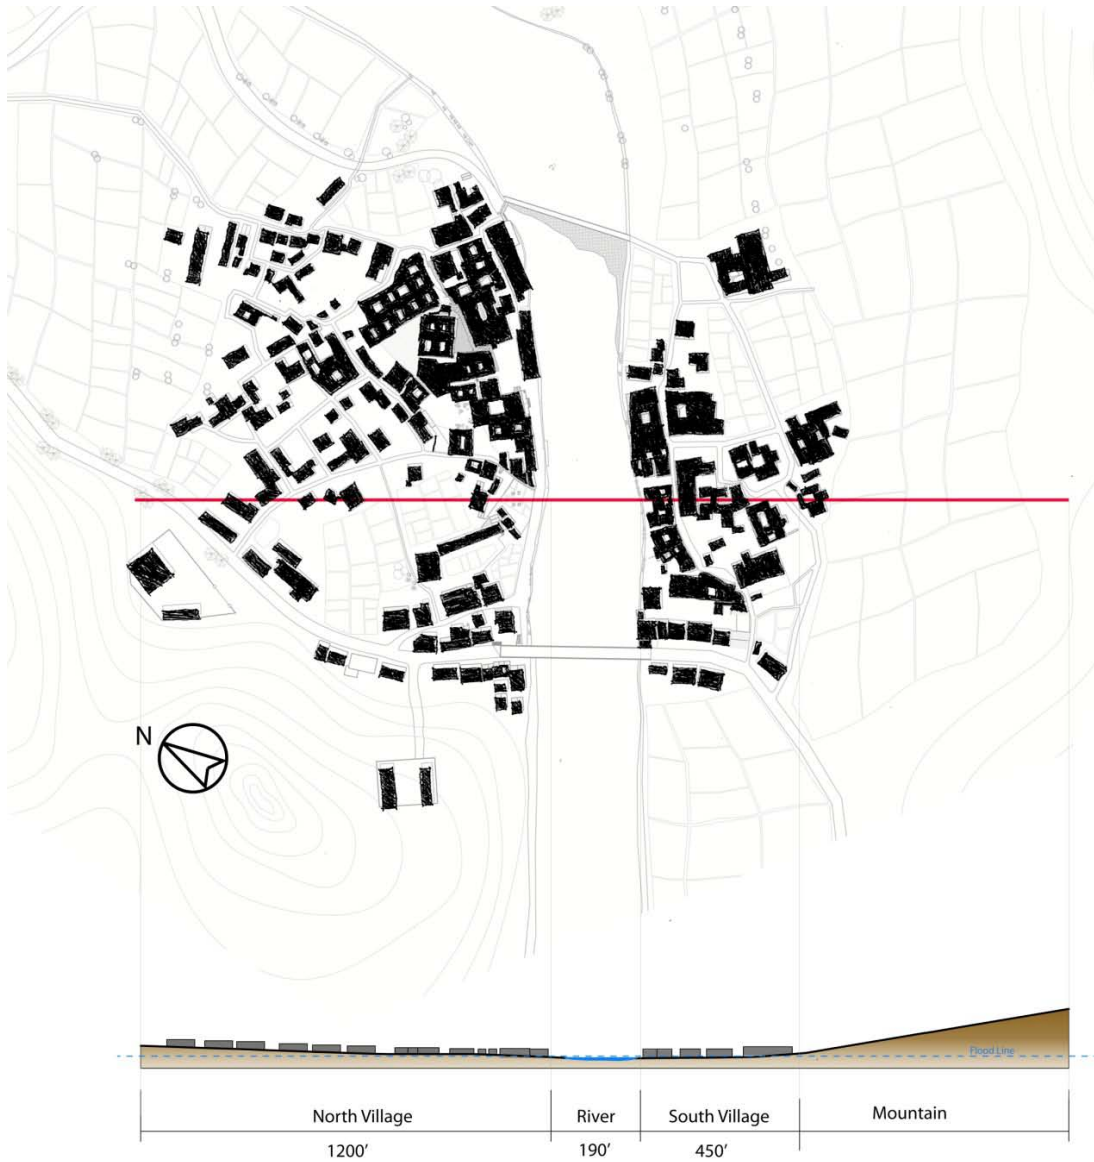 N
Flood Line
North Village
River
South Village
Mountain
1200’
190’
450’